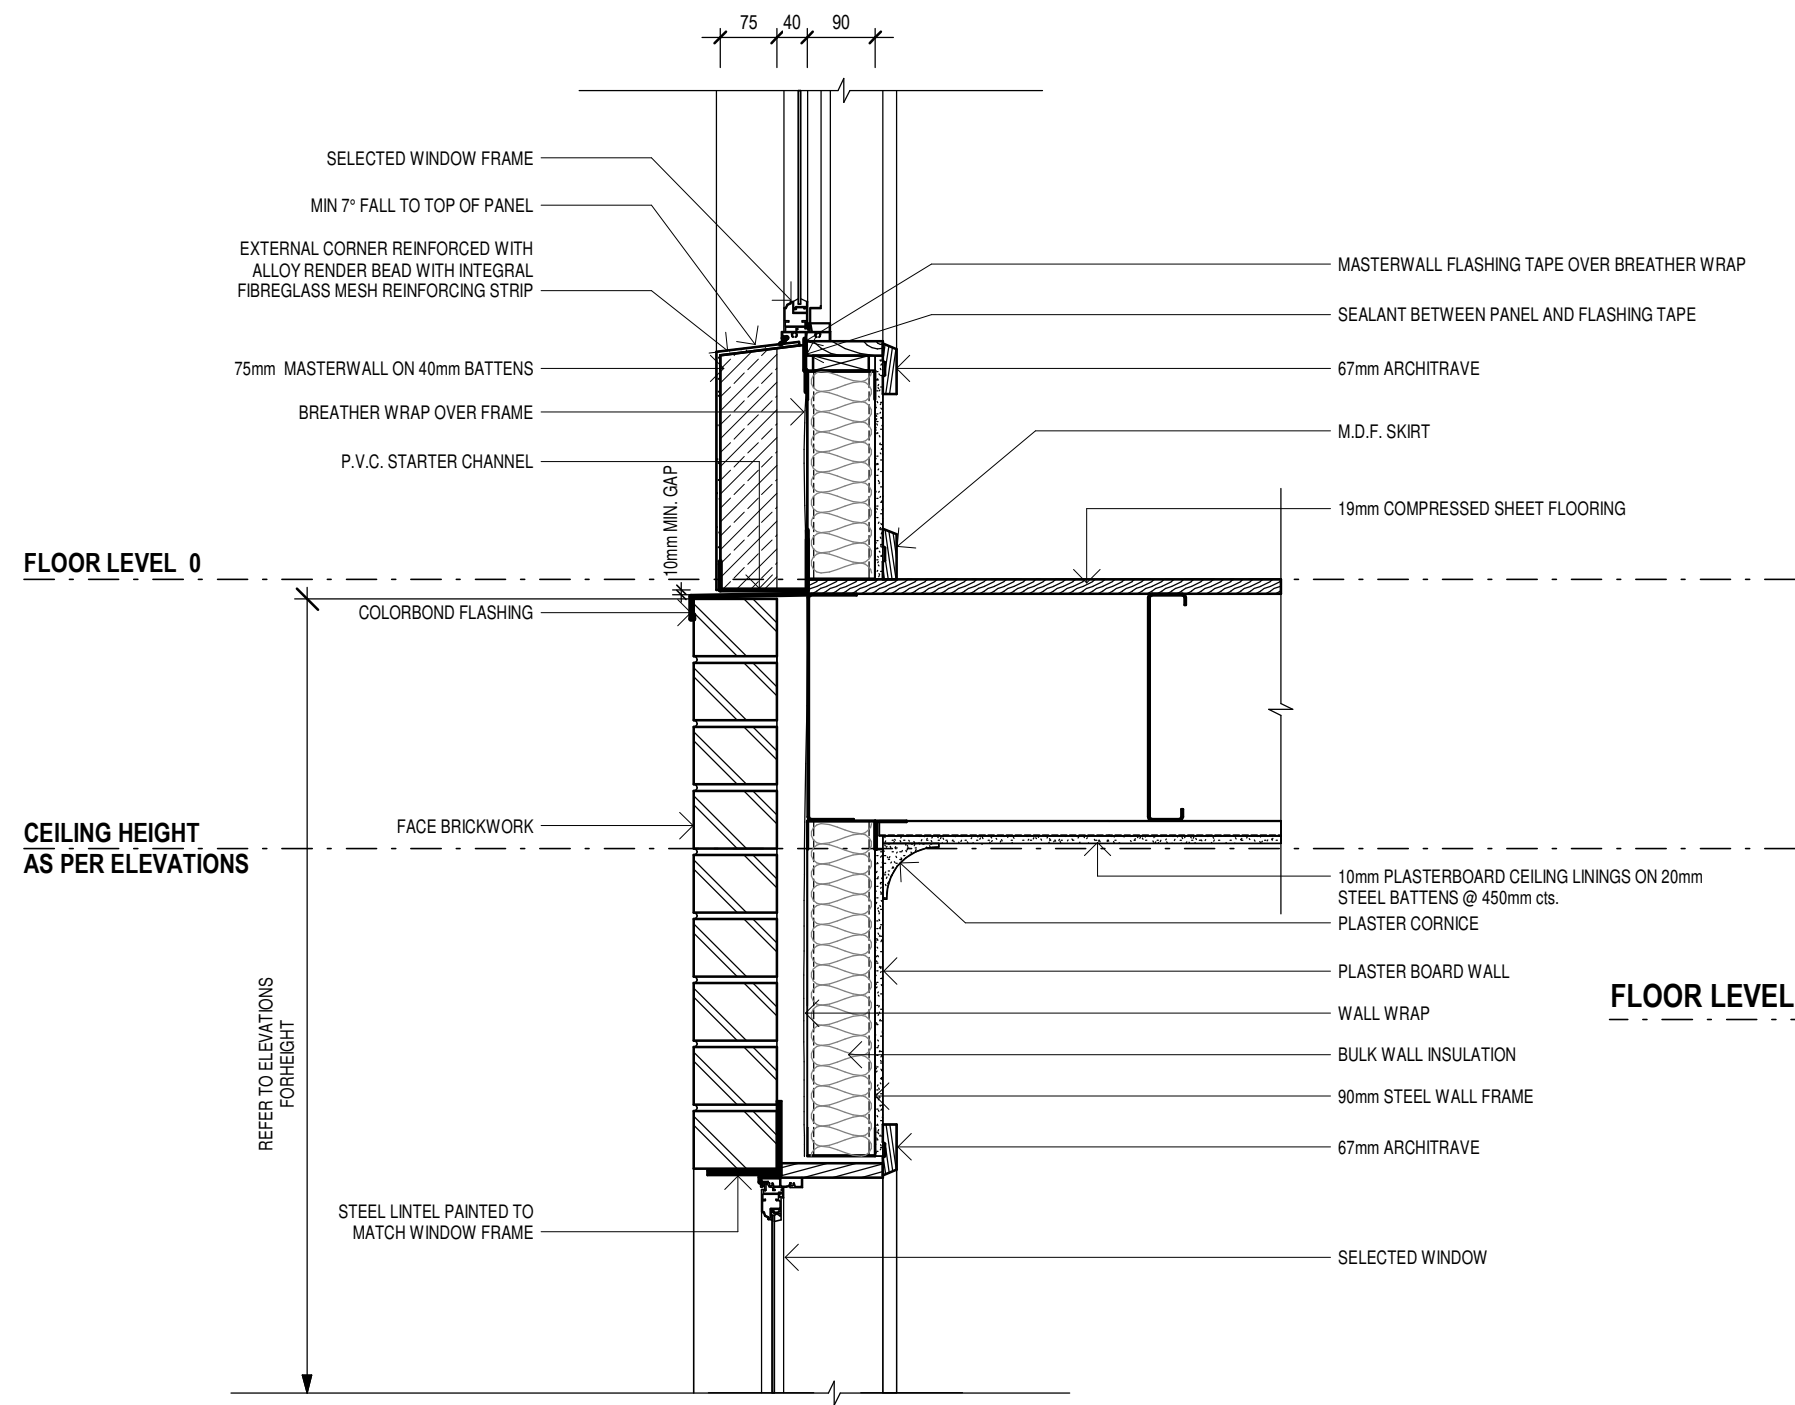 75 40 90
SELECTED WINDOW FRAME
MIN 7° FALL TO TOP OF PANEL
EXTERNAL CORNER REINFORCED WITH
ALLOY RENDER BEAD WITH INTEGRAL
FIBREGLASS MESH REINFORCING STRIP
75mm MASTERWALL ON 40mm BATTENS
BREATHER WRAP OVER FRAME
P.V.C. STARTER CHANNEL
10mm MIN. GAP
FLOOR LEVEL 0
COLORBOND FLASHING
FACE BRICKWORK
CEILING HEIGHT
AS PER ELEVATIONS
REFER TO ELEVATIONS
FORHEIGHT
STEEL LINTEL PAINTED TO
MATCH WINDOW FRAME
MASTERWALL FLASHING TAPE OVER BREATHER WRAP
SEALANT BETWEEN PANEL AND FLASHING TAPE
67mm ARCHITRAVE
M.D.F. SKIRT
19mm COMPRESSED SHEET FLOORING
10mm PLASTERBOARD CEILING LININGS ON 20mm
STEEL BATTENS @ 450mm cts.
PLASTER CORNICE
PLASTER BOARD WALL
WALL WRAP
BULK WALL INSULATION
90mm STEEL WALL FRAME
67mm ARCHITRAVE
SELECTED WINDOW
FLOOR LEVEL